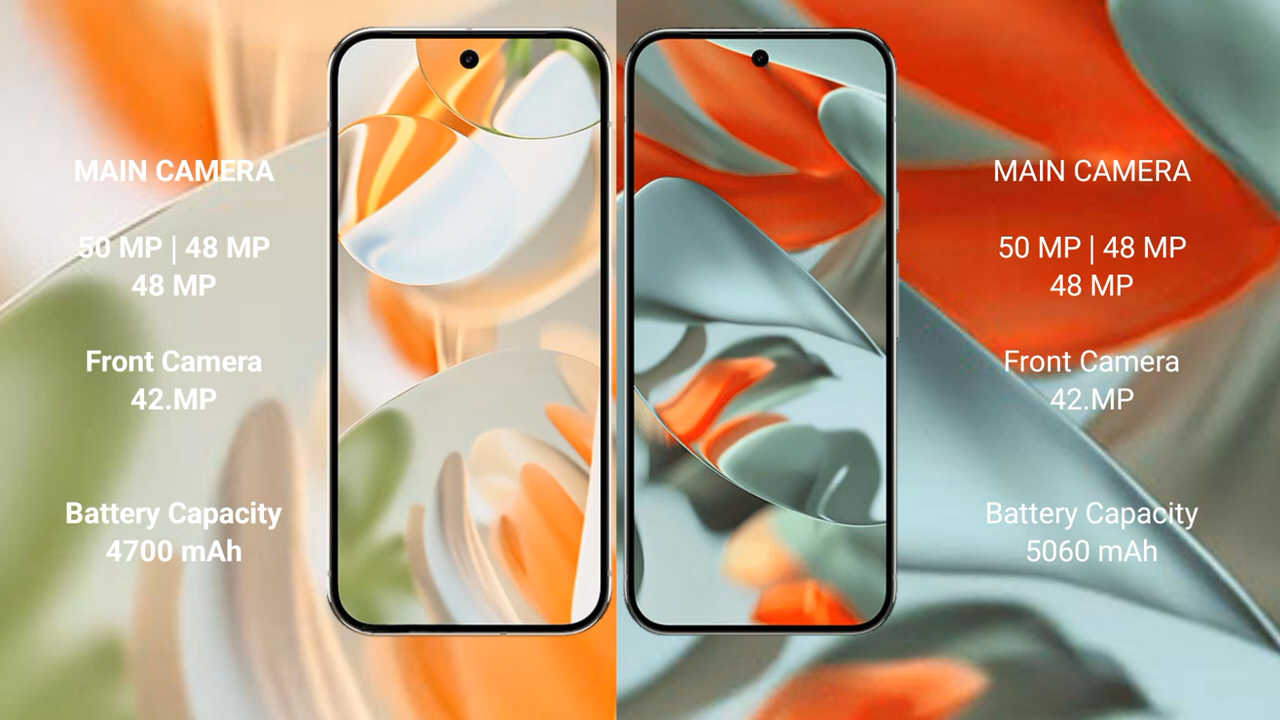 MAIN CAMERA
50 MP | 48 MP
48 MP
Front Camera
42.MP
Battery Capacity
4700 mAh
MAIN CAMERA
50 MP | 48 MP
48 MP
Front Camera
42.MP
Battery Capacity
5060 mAh